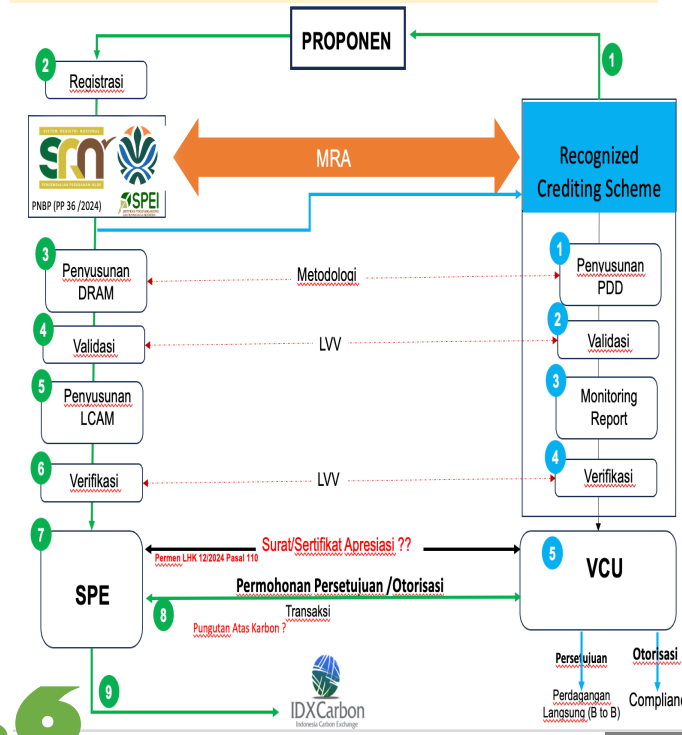 PROPONEN
1
2
Registrasi
SISTEM REGISTRI NASIONAL
SRN
PENGENDALIAN PERUBAHAN IKLIM
SPEI
PNBP (PP 36 /2024)
MRA
Recognized
Crediting Scheme
3
Penyusunan
DRAM
Metodologi
1
Penyusunan
PDD
4
Validasi
LVV
2
Validasi
5
Penyusunan
LCAM
3
Monitoring
Report
6
Verifikasi
LVV
4
Verifikasi
7
SPE
Surat/Sertifikat Apresiasi ??
Permen LHK 12/2024 Pasal 110
Permohonan Persetujuan /Otorisasi
8
Transaksi
Pungutan Atas Karbon ?
5
VCU
Persetujuan
Otorisasi
Perdagangan
Langsung (B to B)
Complianc
9
IDXCarbon
Indonesia Carbon Exchange